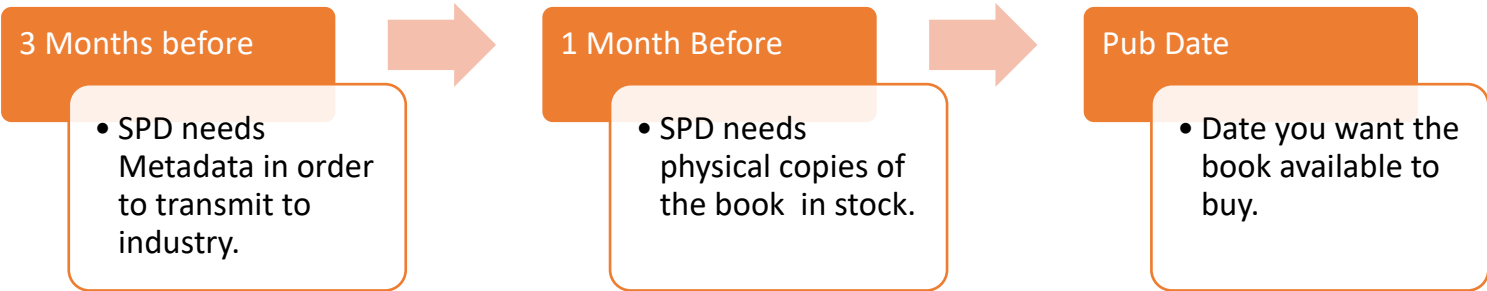 3 Months before
• SPD needs
Metadata in order
to transmit to
industry.
1 Month Before
• SPD needs
physical copies of
the book  in stock.
Pub Date
• Date you want the
book available to
buy.